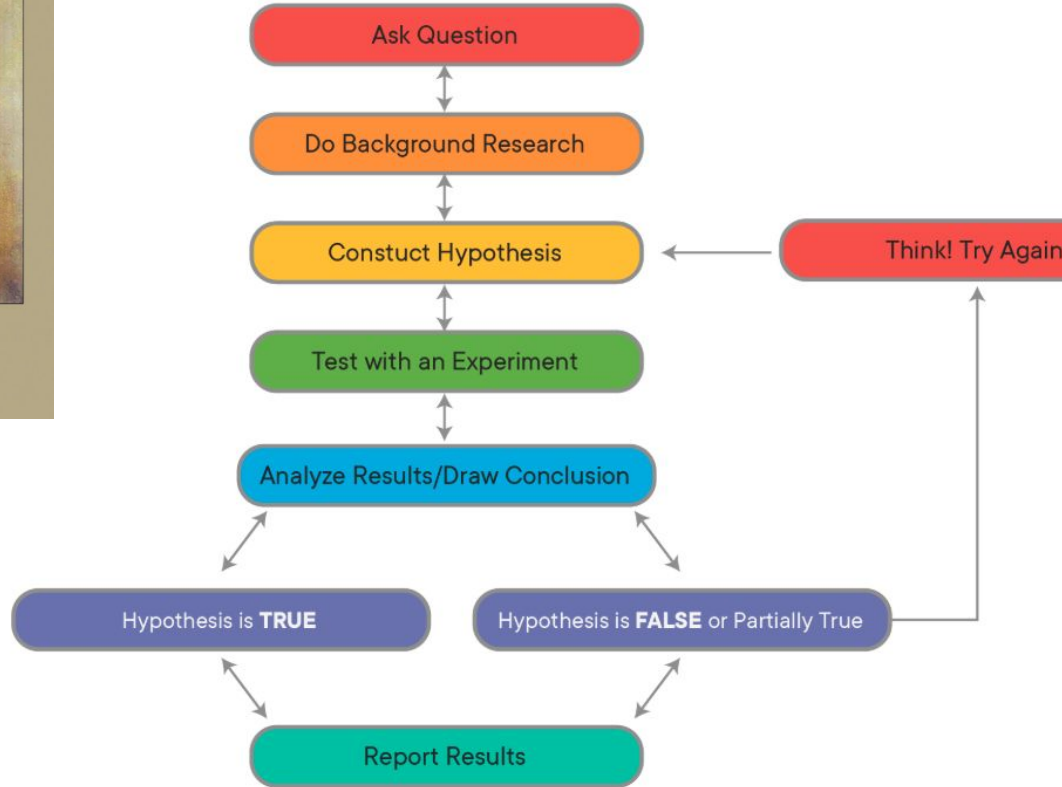 Ask Question
Do Background Research
Constuct Hypothesis
Think! Try Again
Test with an Experiment
Analyze Results/Draw Conclusion
Hypothesis is TRUE
Hypothesis is FALSE or Partially True
Report Results